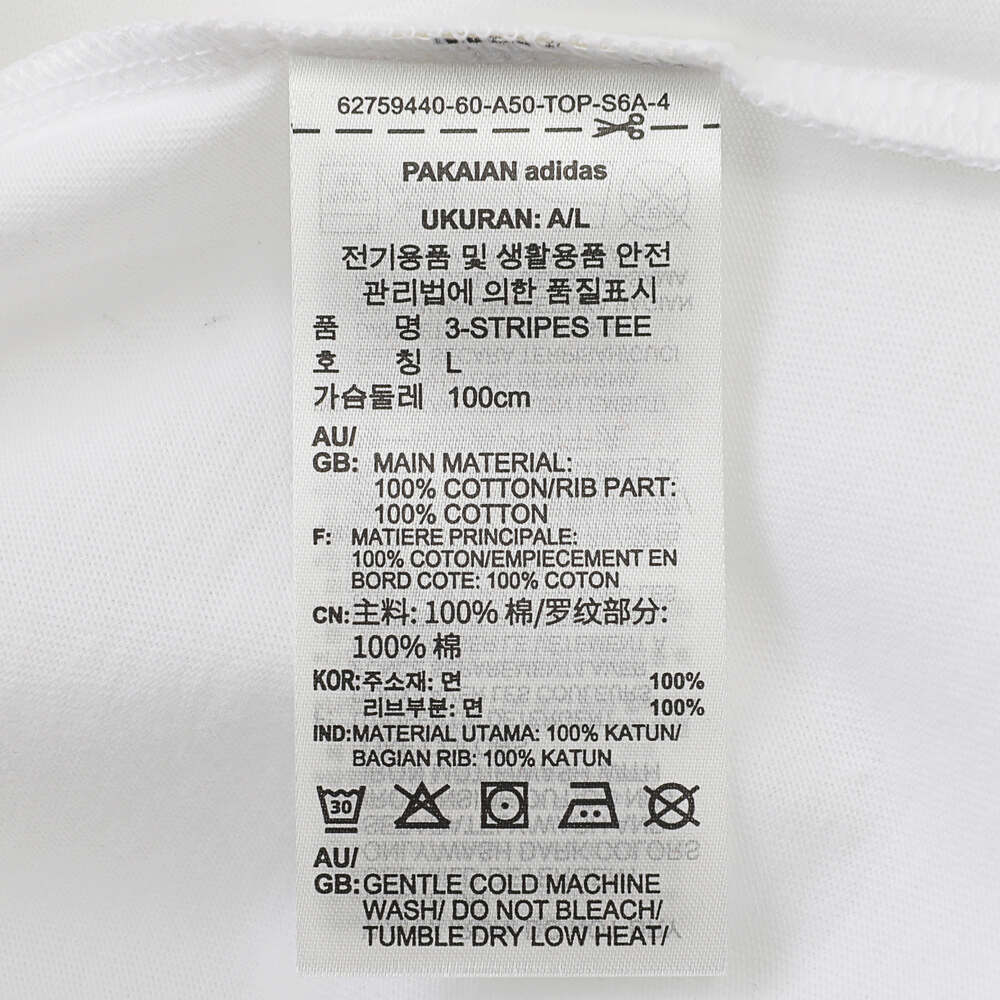 62759440-60-A50-TOP-S6A-4
PAKAIAN adidas
UKURAN: A/L
전기용품 및 생활용품 안전
관리법에 의한 품질표시
품 명 3-STRIPES TEE
호 칭 L
가슴둘레 100cm
AU/
GB: MAIN MATERIAL:
100% COTTON/RIB PART:
100% COTTON
F: MATIERE PRINCIPALE:
100% COTON/EMPIECEMENT EN
BORD COTE: 100% COTON
CN:主料: 100% 棉/罗纹部分:
100% 棉
KOR:주소재: 면 100%
리브부분: 면 100%
IND:MATERIAL UTAMA: 100% KATUN/
BAGIAN RIB: 100% KATUN
30
AU/
GB:GENTLE COLD MACHINE
WASH/ DO NOT BLEACH/
TUMBLE DRY LOW HEAT/